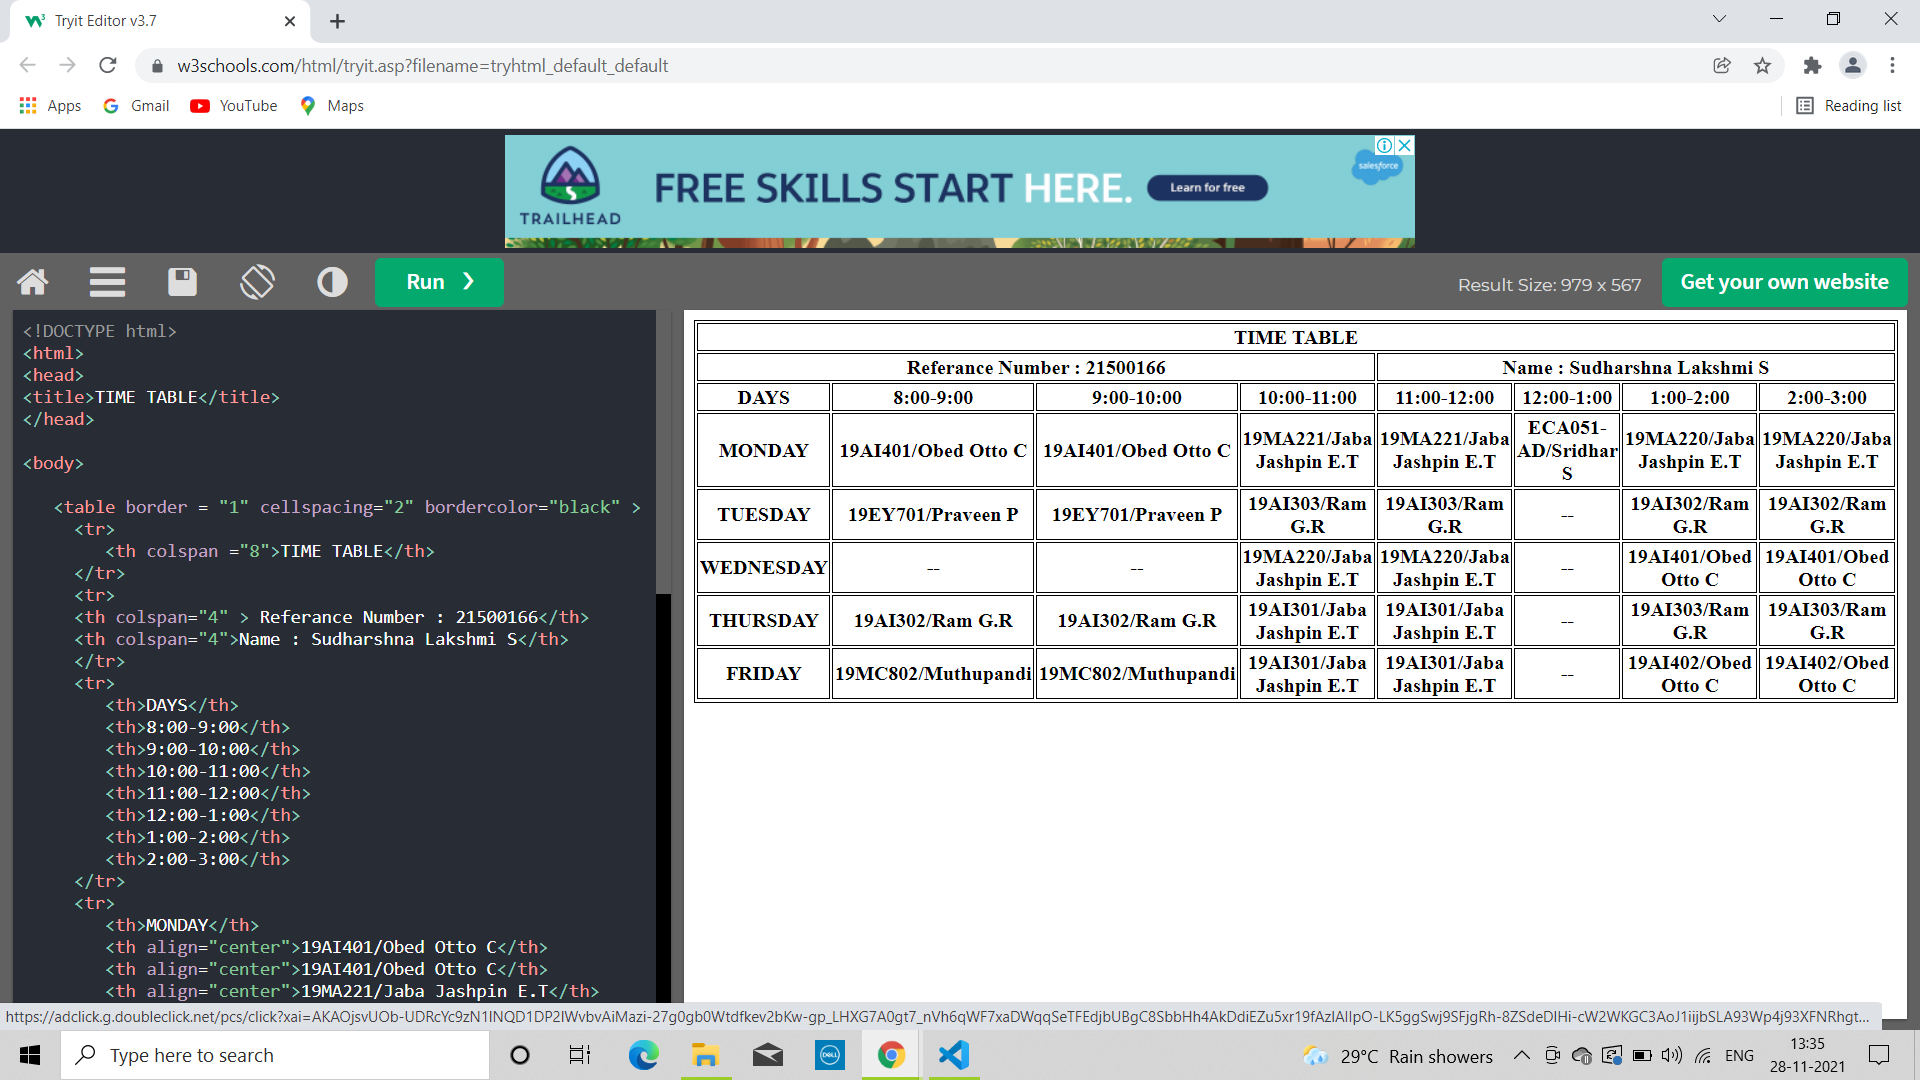 Tryit Editor v3.7
w3schools.com/html/tryit.asp?filename=tryhtml_default_default
Apps Gmail YouTube Maps Reading list
TRAILHEAD
FREE SKILLS START HERE.
Learn for free
salesforce
Run ❯
Result Size: 979 x 567
Get your own website
<!DOCTYPE html>
<html>
<head>
<title>TIME TABLE</title>
</head>
<body>
<table border = "1" cellspacing="2" bordercolor="black" >
<tr>
<th colspan ="8">TIME TABLE</th>
</tr>
<tr>
<th colspan="4" > Referance Number : 21500166</th>
<th colspan="4">Name : Sudharshna Lakshmi S</th>
</tr>
<tr>
<th>DAYS</th>
<th>8:00-9:00</th>
<th>9:00-10:00</th>
<th>10:00-11:00</th>
<th>11:00-12:00</th>
<th>12:00-1:00</th>
<th>1:00-2:00</th>
<th>2:00-3:00</th>
</tr>
<tr>
<th>MONDAY</th>
<th align="center">19AI401/Obed Otto C</th>
<th align="center">19AI401/Obed Otto C</th>
<th align="center">19MA221/Jaba Jashpin E.T</th>
TIME TABLE
Referance Number : 21500166 Name : Sudharshna Lakshmi S
DAYS 8:00-9:00 9:00-10:00 10:00-11:00 11:00-12:00 12:00-1:00 1:00-2:00 2:00-3:00
MONDAY 19AI401/Obed Otto C 19AI401/Obed Otto C 19MA221/Jaba Jashpin E.T 19MA221/Jaba Jashpin E.T ECA051-AD/Sridhar S 19MA220/Jaba Jashpin E.T 19MA220/Jaba Jashpin E.T
TUESDAY 19EY701/Praveen P 19EY701/Praveen P 19AI303/Ram G.R 19AI303/Ram G.R -- 19AI302/Ram G.R 19AI302/Ram G.R
WEDNESDAY -- -- 19MA220/Jaba Jashpin E.T 19MA220/Jaba Jashpin E.T -- 19AI401/Obed Otto C 19AI401/Obed Otto C
THURSDAY 19AI302/Ram G.R 19AI302/Ram G.R 19AI301/Jaba Jashpin E.T 19AI301/Jaba Jashpin E.T -- 19AI303/Ram G.R 19AI303/Ram G.R
FRIDAY 19MC802/Muthupandi 19MC802/Muthupandi 19AI301/Jaba Jashpin E.T 19AI301/Jaba Jashpin E.T -- 19AI402/Obed Otto C 19AI402/Obed Otto C
Type here to search
DELL
29°C Rain showers
ENG
13:35
28-11-2021